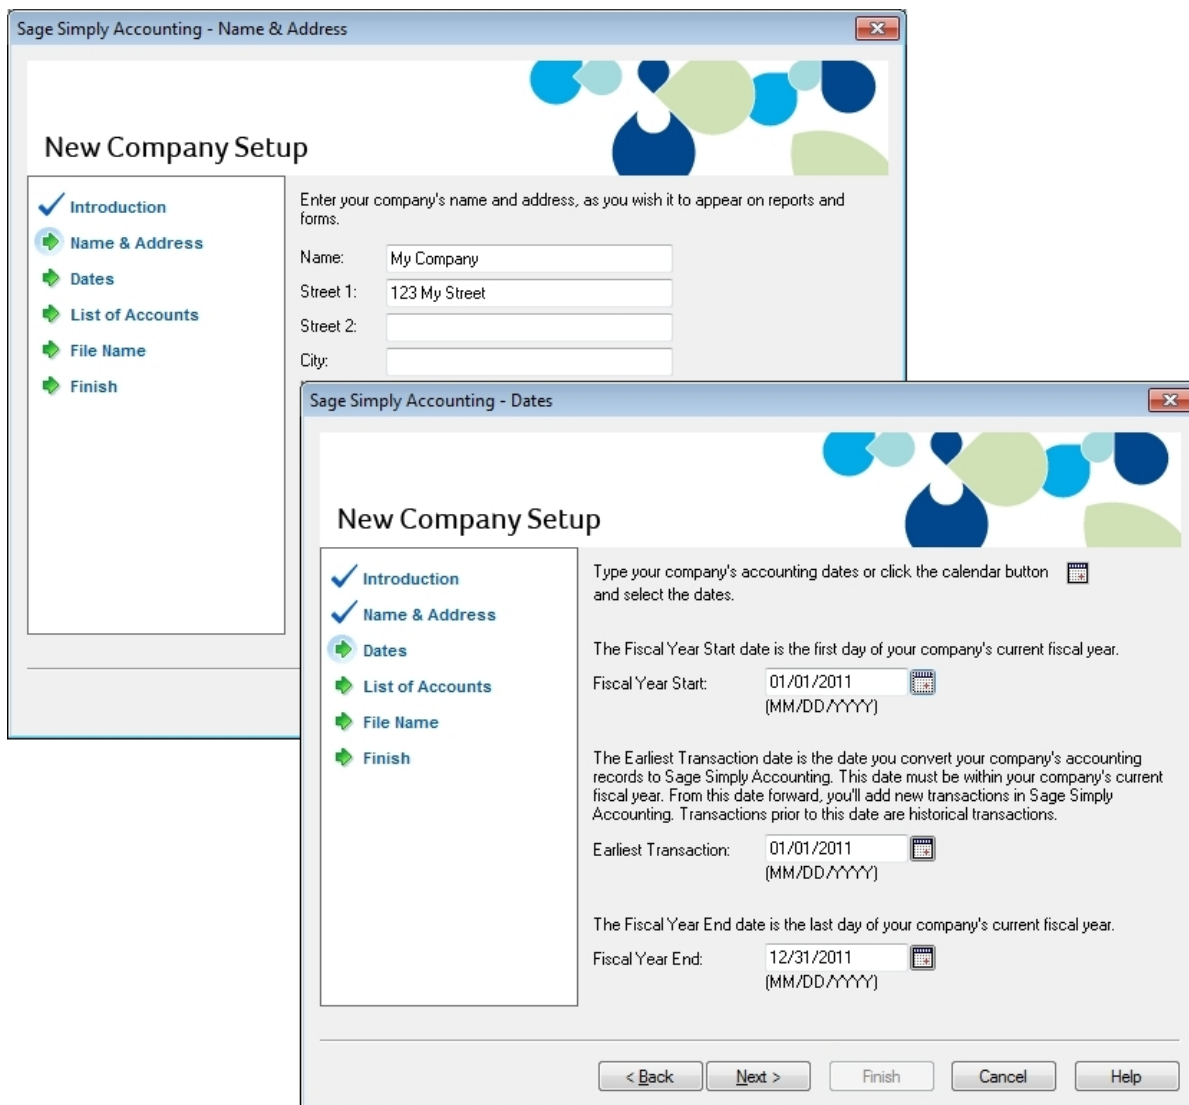 Sage Simply Accounting - Name & Address
New Company Setup
Introduction
Name & Address
Dates
List of Accounts
File Name
Finish
Enter your company's name and address, as you wish it to appear on reports and
forms.
Name: My Company
Street 1: 123 My Street
Street 2:
City:
Sage Simply Accounting - Dates
New Company Setup
Introduction
Name & Address
Dates
List of Accounts
File Name
Finish
Type your company's accounting dates or click the calendar button
and select the dates.
The Fiscal Year Start date is the first day of your company's current fiscal year.
Fiscal Year Start: 01/01/2011
(MM/DD/YYYY)
The Earliest Transaction date is the date you convert your company's accounting
records to Sage Simply Accounting. This date must be within your company's current
fiscal year. From this date forward, you'll add new transactions in Sage Simply
Accounting. Transactions prior to this date are historical transactions.
Earliest Transaction: 01/01/2011
(MM/DD/YYYY)
The Fiscal Year End date is the last day of your company's current fiscal year.
Fiscal Year End: 12/31/2011
(MM/DD/YYYY)
< Back Next > Finish Cancel Help